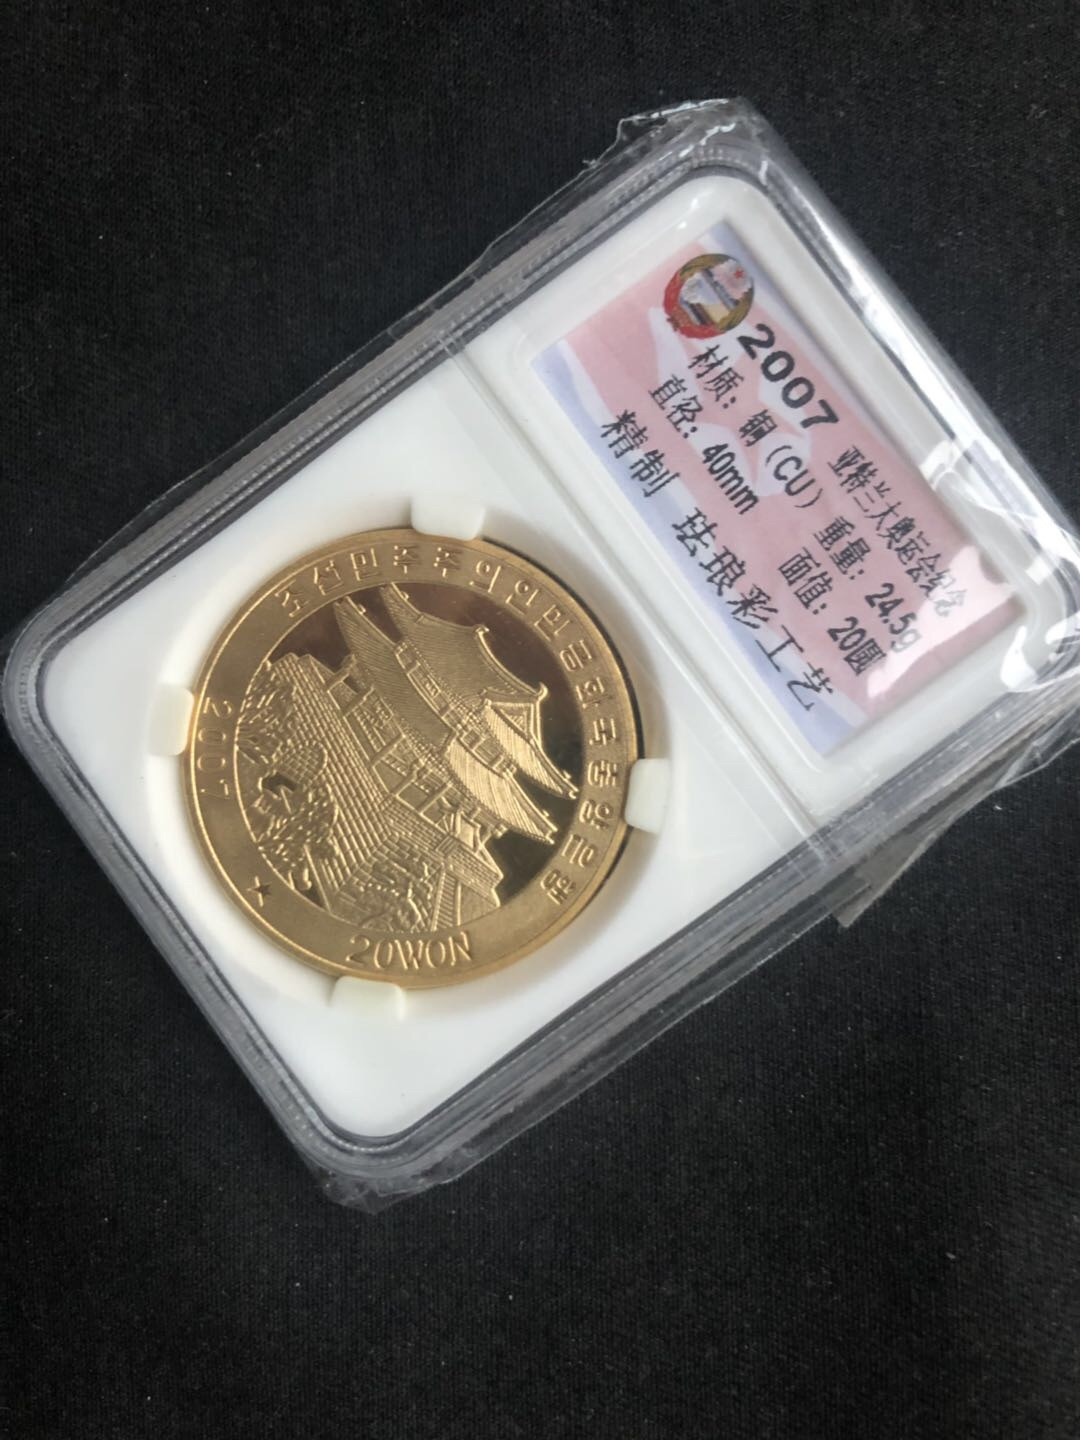 2007 亚特兰大奥运会纪念
材质：铜（CU） 重量：24.5g
直径：40mm 面值：20圆
精制 珐琅彩工艺
조선민주주의인민공화국중앙은행
2007
20WON